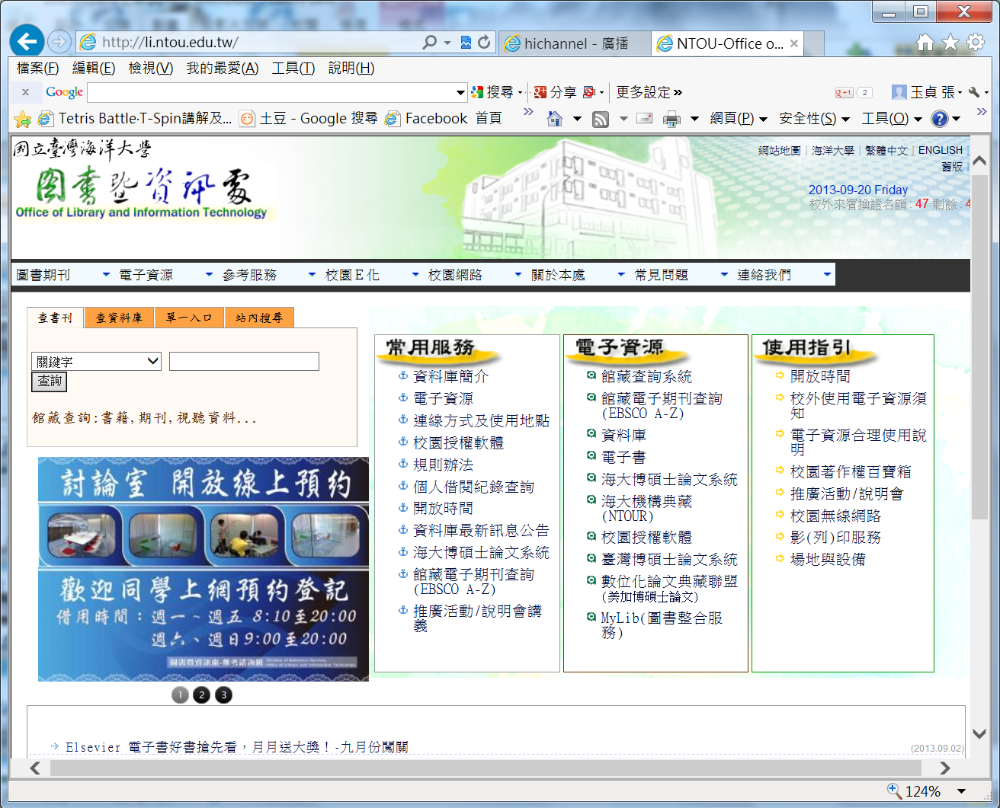 http://li.ntou.edu.tw/
hichannel - 廣播
NTOU-Office o...
檔案(F) 編輯(E) 檢視(V) 我的最愛(A) 工具(T) 說明(H)
x Google 搜尋 分享 更多設定 » g+1 2 玉貞 張
Tetris Battle-T-Spin講解及... 土豆 - Google 搜尋 Facebook 首頁 » 網頁(P) 安全性(S) 工具(O) »
國立臺灣海洋大學
圖書暨資訊處
Office of Library and Information Technology
網站地圖 | 海洋大學 | 繁體中文 | ENGLISH
舊版
2013-09-20 Friday
校外來賓換證名額 : 47 剩餘 : 4
圖書期刊 電子資源 參考服務 校園E化 校園網路 關於本處 常見問題 連絡我們
查書刊 查資料庫 單一入口 站內搜尋
關鍵字
查詢
館藏查詢:書籍,期刊,視聽資料...
討論室 開放線上預約
歡迎同學上網預約登記
借用時間：週一～週五 8:10至20:00
週六、週日9:00至20:00
圖書暨資訊處-參考諮詢組
1 2 3
常用服務
資料庫簡介
電子資源
連線方式及使用地點
校園授權軟體
規則辦法
個人借閱紀錄查詢
開放時間
資料庫最新訊息公告
海大博碩士論文系統
館藏電子期刊查詢
(EBSCO A-Z)
推廣活動/說明會講
義
電子資源
館藏查詢系統
館藏電子期刊查詢
(EBSCO A-Z)
資料庫
電子書
海大博碩士論文系統
海大機構典藏
(NTOUR)
校園授權軟體
臺灣博碩士論文系統
數位化論文典藏聯盟
(美加博碩士論文)
MyLib(圖書整合服
務)
使用指引
開放時間
校外使用電子資源須
知
電子資源合理使用說
明
校園著作權百寶箱
推廣活動/說明會
校園無線網路
影(列)印服務
場地與設備
Elsevier 電子書好書搶先看，月月送大獎！-九月份闖關 (2013.09.02)
124%